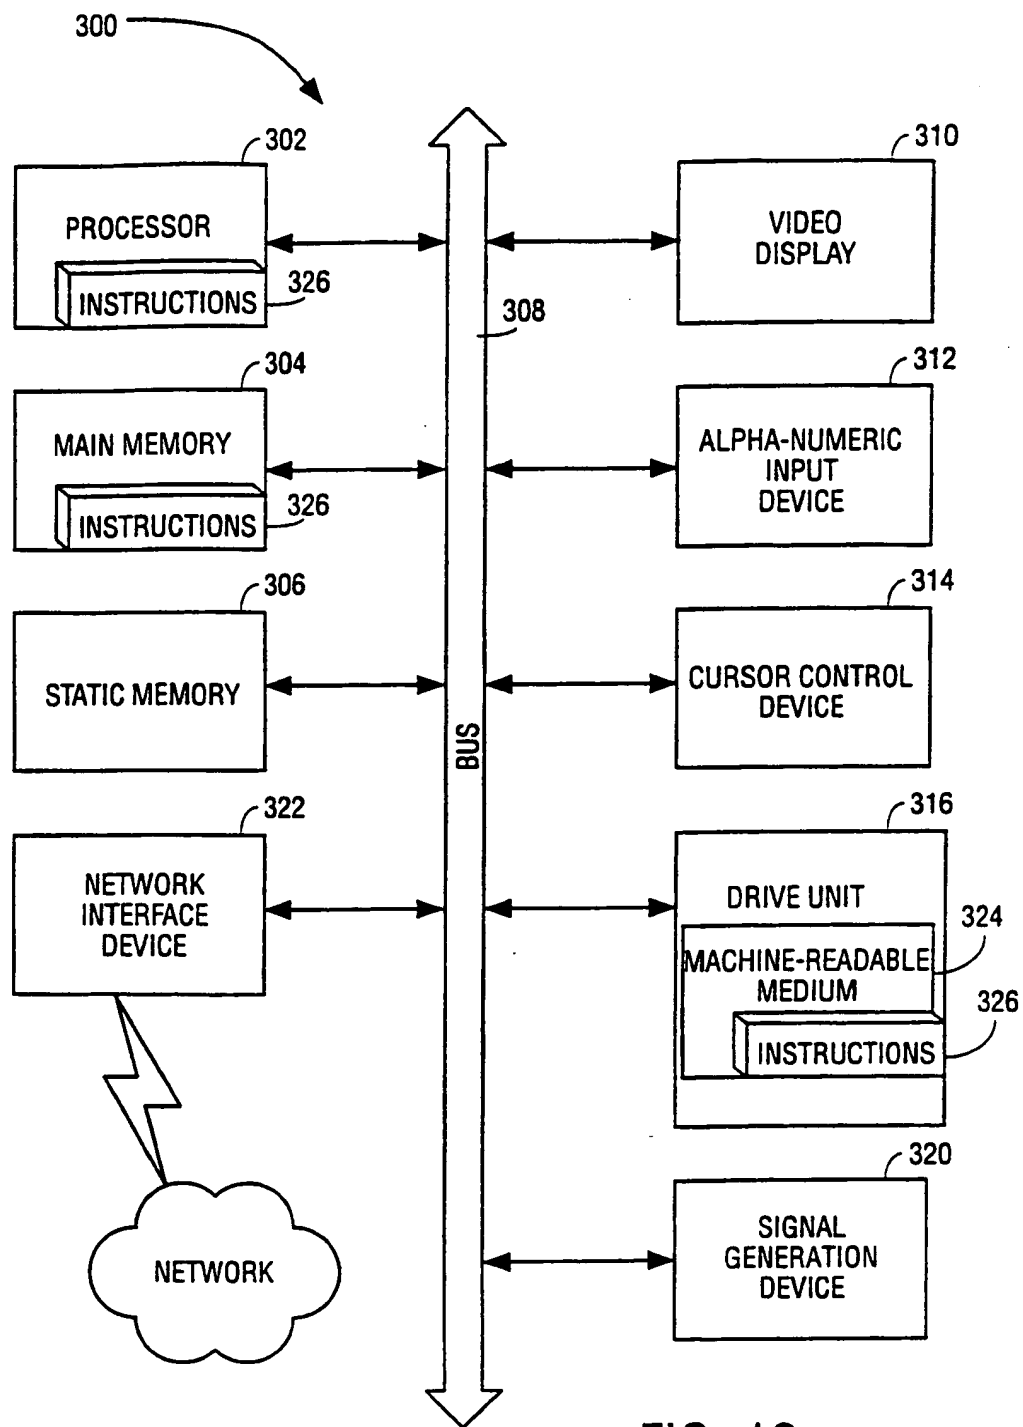 300
302
PROCESSOR
INSTRUCTIONS
326
304
MAIN MEMORY
INSTRUCTIONS
326
306
STATIC MEMORY
322
NETWORK
INTERFACE
DEVICE
NETWORK
308
BUS
310
VIDEO
DISPLAY
312
ALPHA-NUMERIC
INPUT
DEVICE
314
CURSOR CONTROL
DEVICE
316
DRIVE UNIT
324
MACHINE-READABLE
MEDIUM
326
INSTRUCTIONS
320
SIGNAL
GENERATION
DEVICE